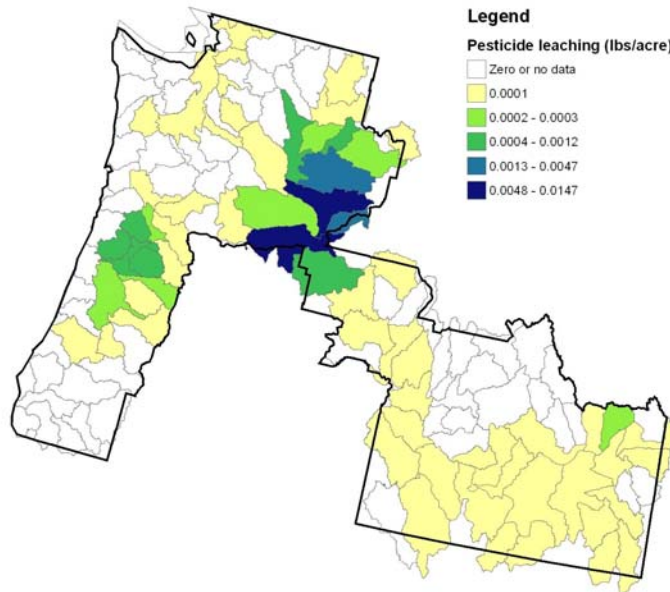 Legend
Pesticide leaching (lbs/acre)
Zero or no data
0.0001
0.0002 - 0.0003
0.0004 - 0.0012
0.0013 - 0.0047
0.0048 - 0.0147